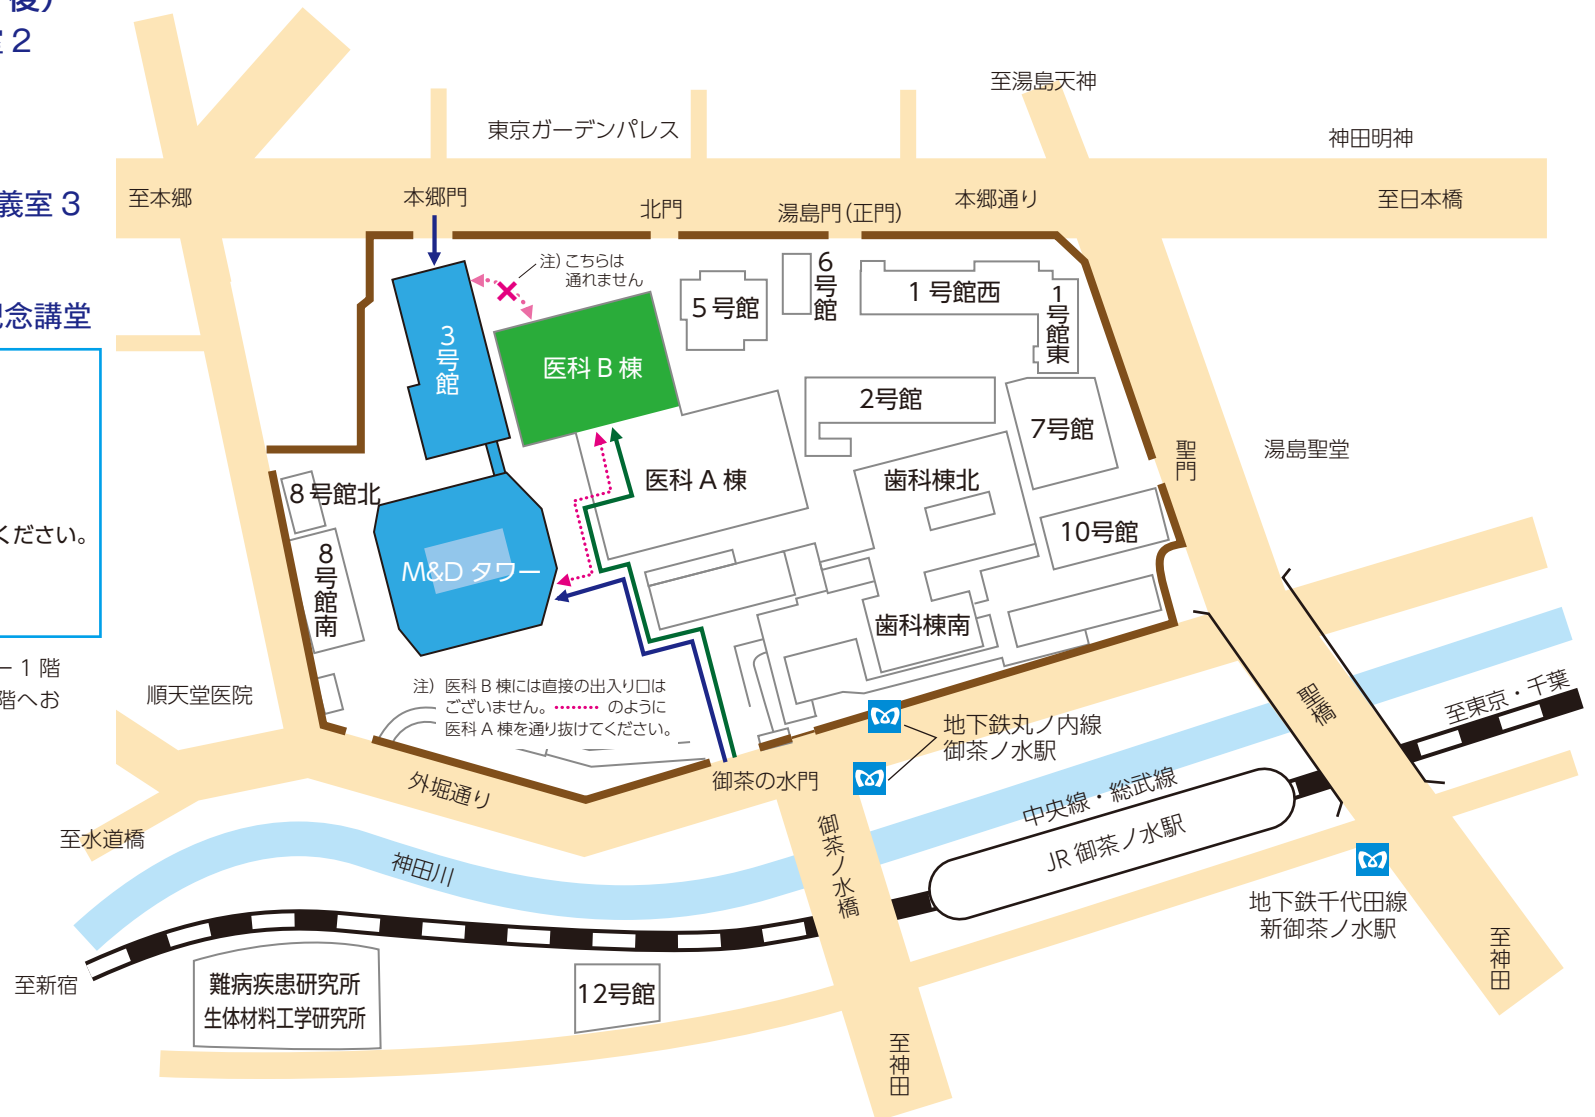 後）
室 2
義室 3
記念講堂
ください。
ー 1 階
階へお
至湯島天神
東京ガーデンパレス
神田明神
至本郷
本郷門
北門
湯島門（正門）
本郷通り
至日本橋
注）こちらは
通れません
3号館
医科 B 棟
5 号館
6号館
1 号館西
1号館東
2号館
7号館
医科 A 棟
歯科棟北
聖門
湯島聖堂
8 号館北
10号館
8号館南
M&D タワー
歯科棟南
注）医科 B 棟には直接の出入り口は
ございません。 のように
医科 A 棟を通り抜けてください。
順天堂医院
聖橋
至東京・千葉
地下鉄丸ノ内線
御茶ノ水駅
外堀通り
御茶の水門
中央線・総武線
至水道橋
神田川
御茶ノ水橋
JR 御茶ノ水駅
地下鉄千代田線
新御茶ノ水駅
至神田
至新宿
難病疾患研究所
生体材料工学研究所
12号館
至神田